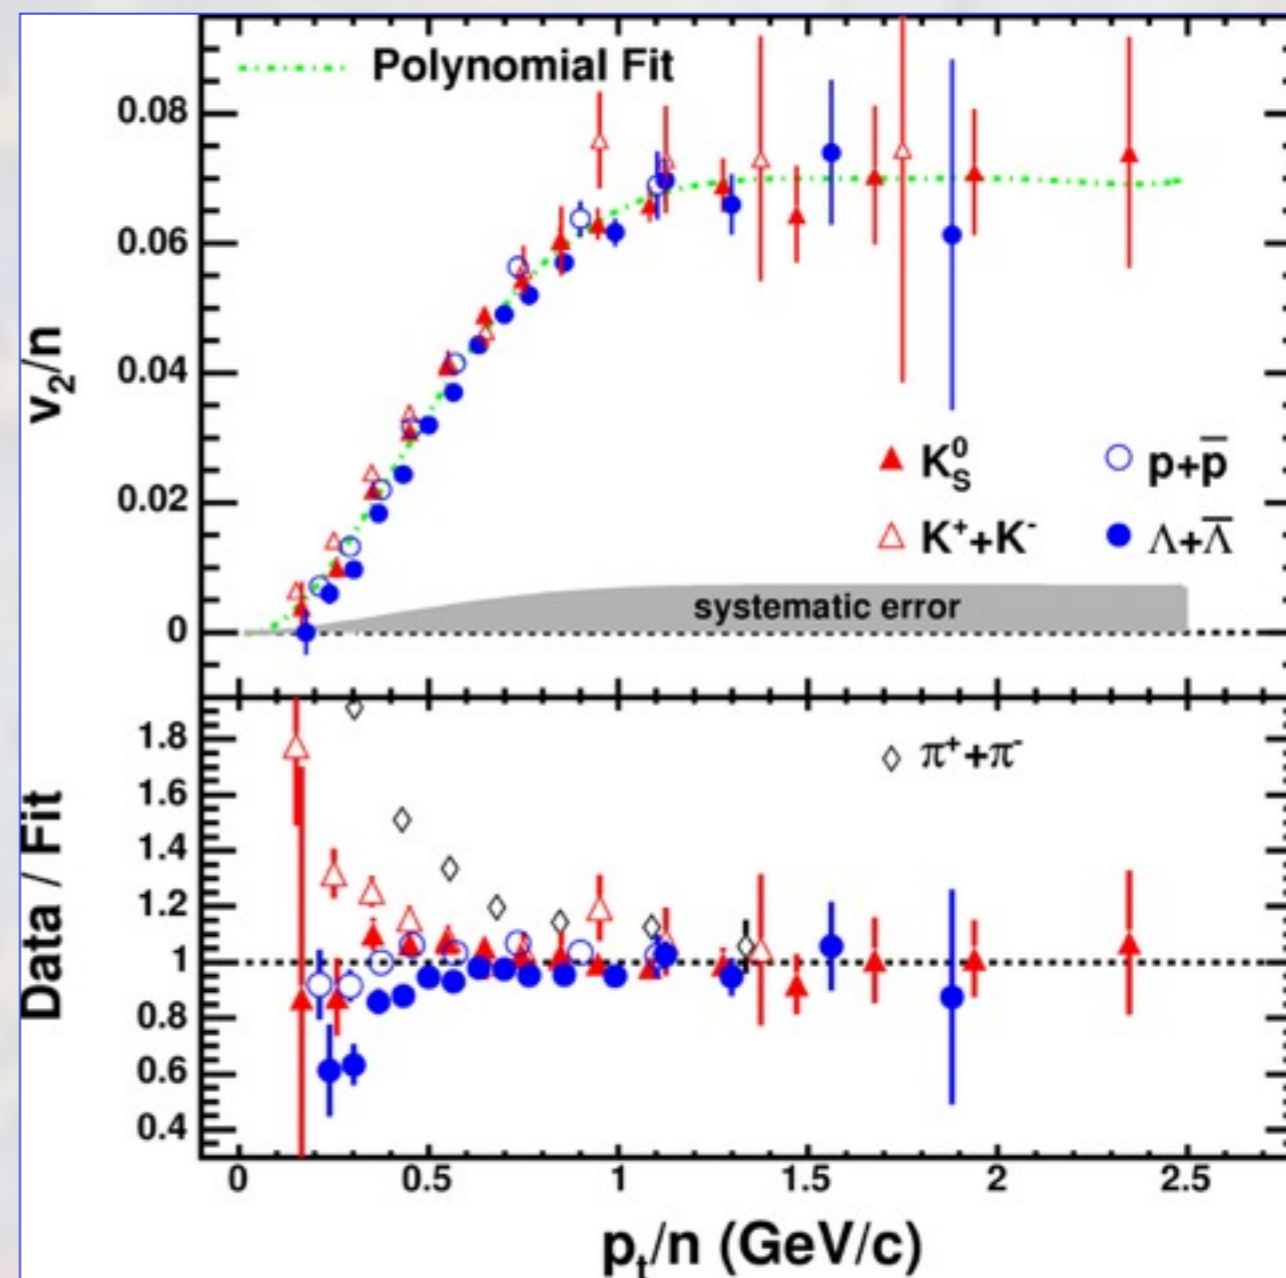 Polynomial Fit
0.08
0.06
0.04
0.02
0
v₂/n
K⁰_S
p+p̅
K⁺+K⁻
Λ+Λ̅
systematic error
1.8
1.6
1.4
1.2
1
0.8
0.6
0.4
Data / Fit
π⁺+π⁻
0 0.5 1 1.5 2 2.5
pₜ/n (GeV/c)